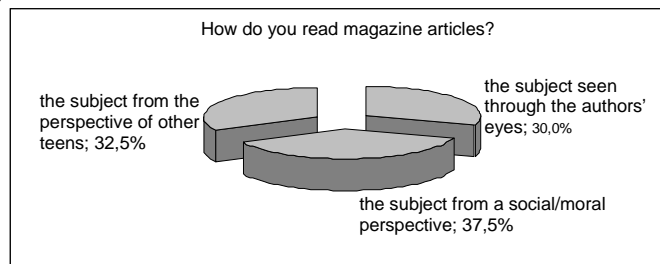 How do you read magazine articles?
the subject from the
perspective of other
teens; 32,5%
the subject seen
through the authors’
eyes; 30,0%
the subject from a social/moral
perspective; 37,5%